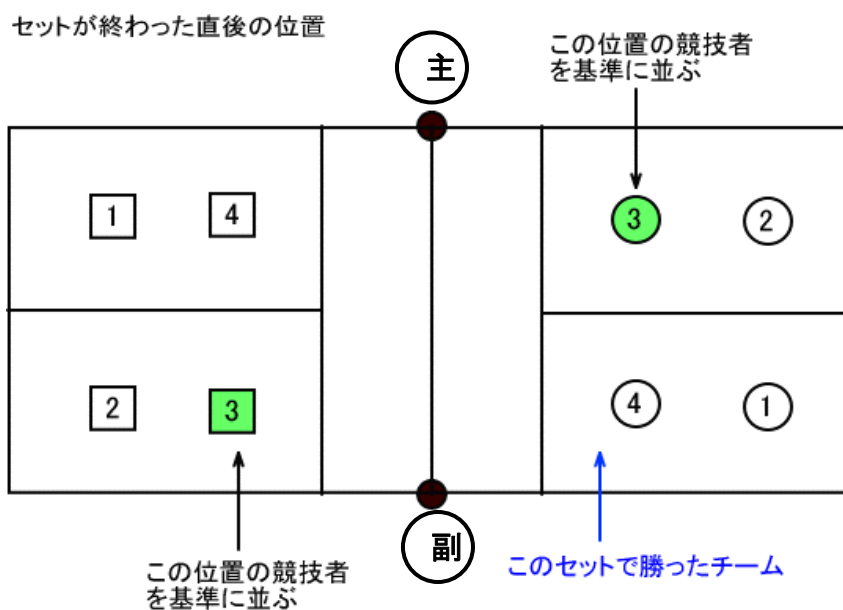 セットが終わった直後の位置
主
この位置の競技者
を基準に並ぶ
1
4
3
2
2
3
4
1
副
この位置の競技者
を基準に並ぶ
このセットで勝ったチーム